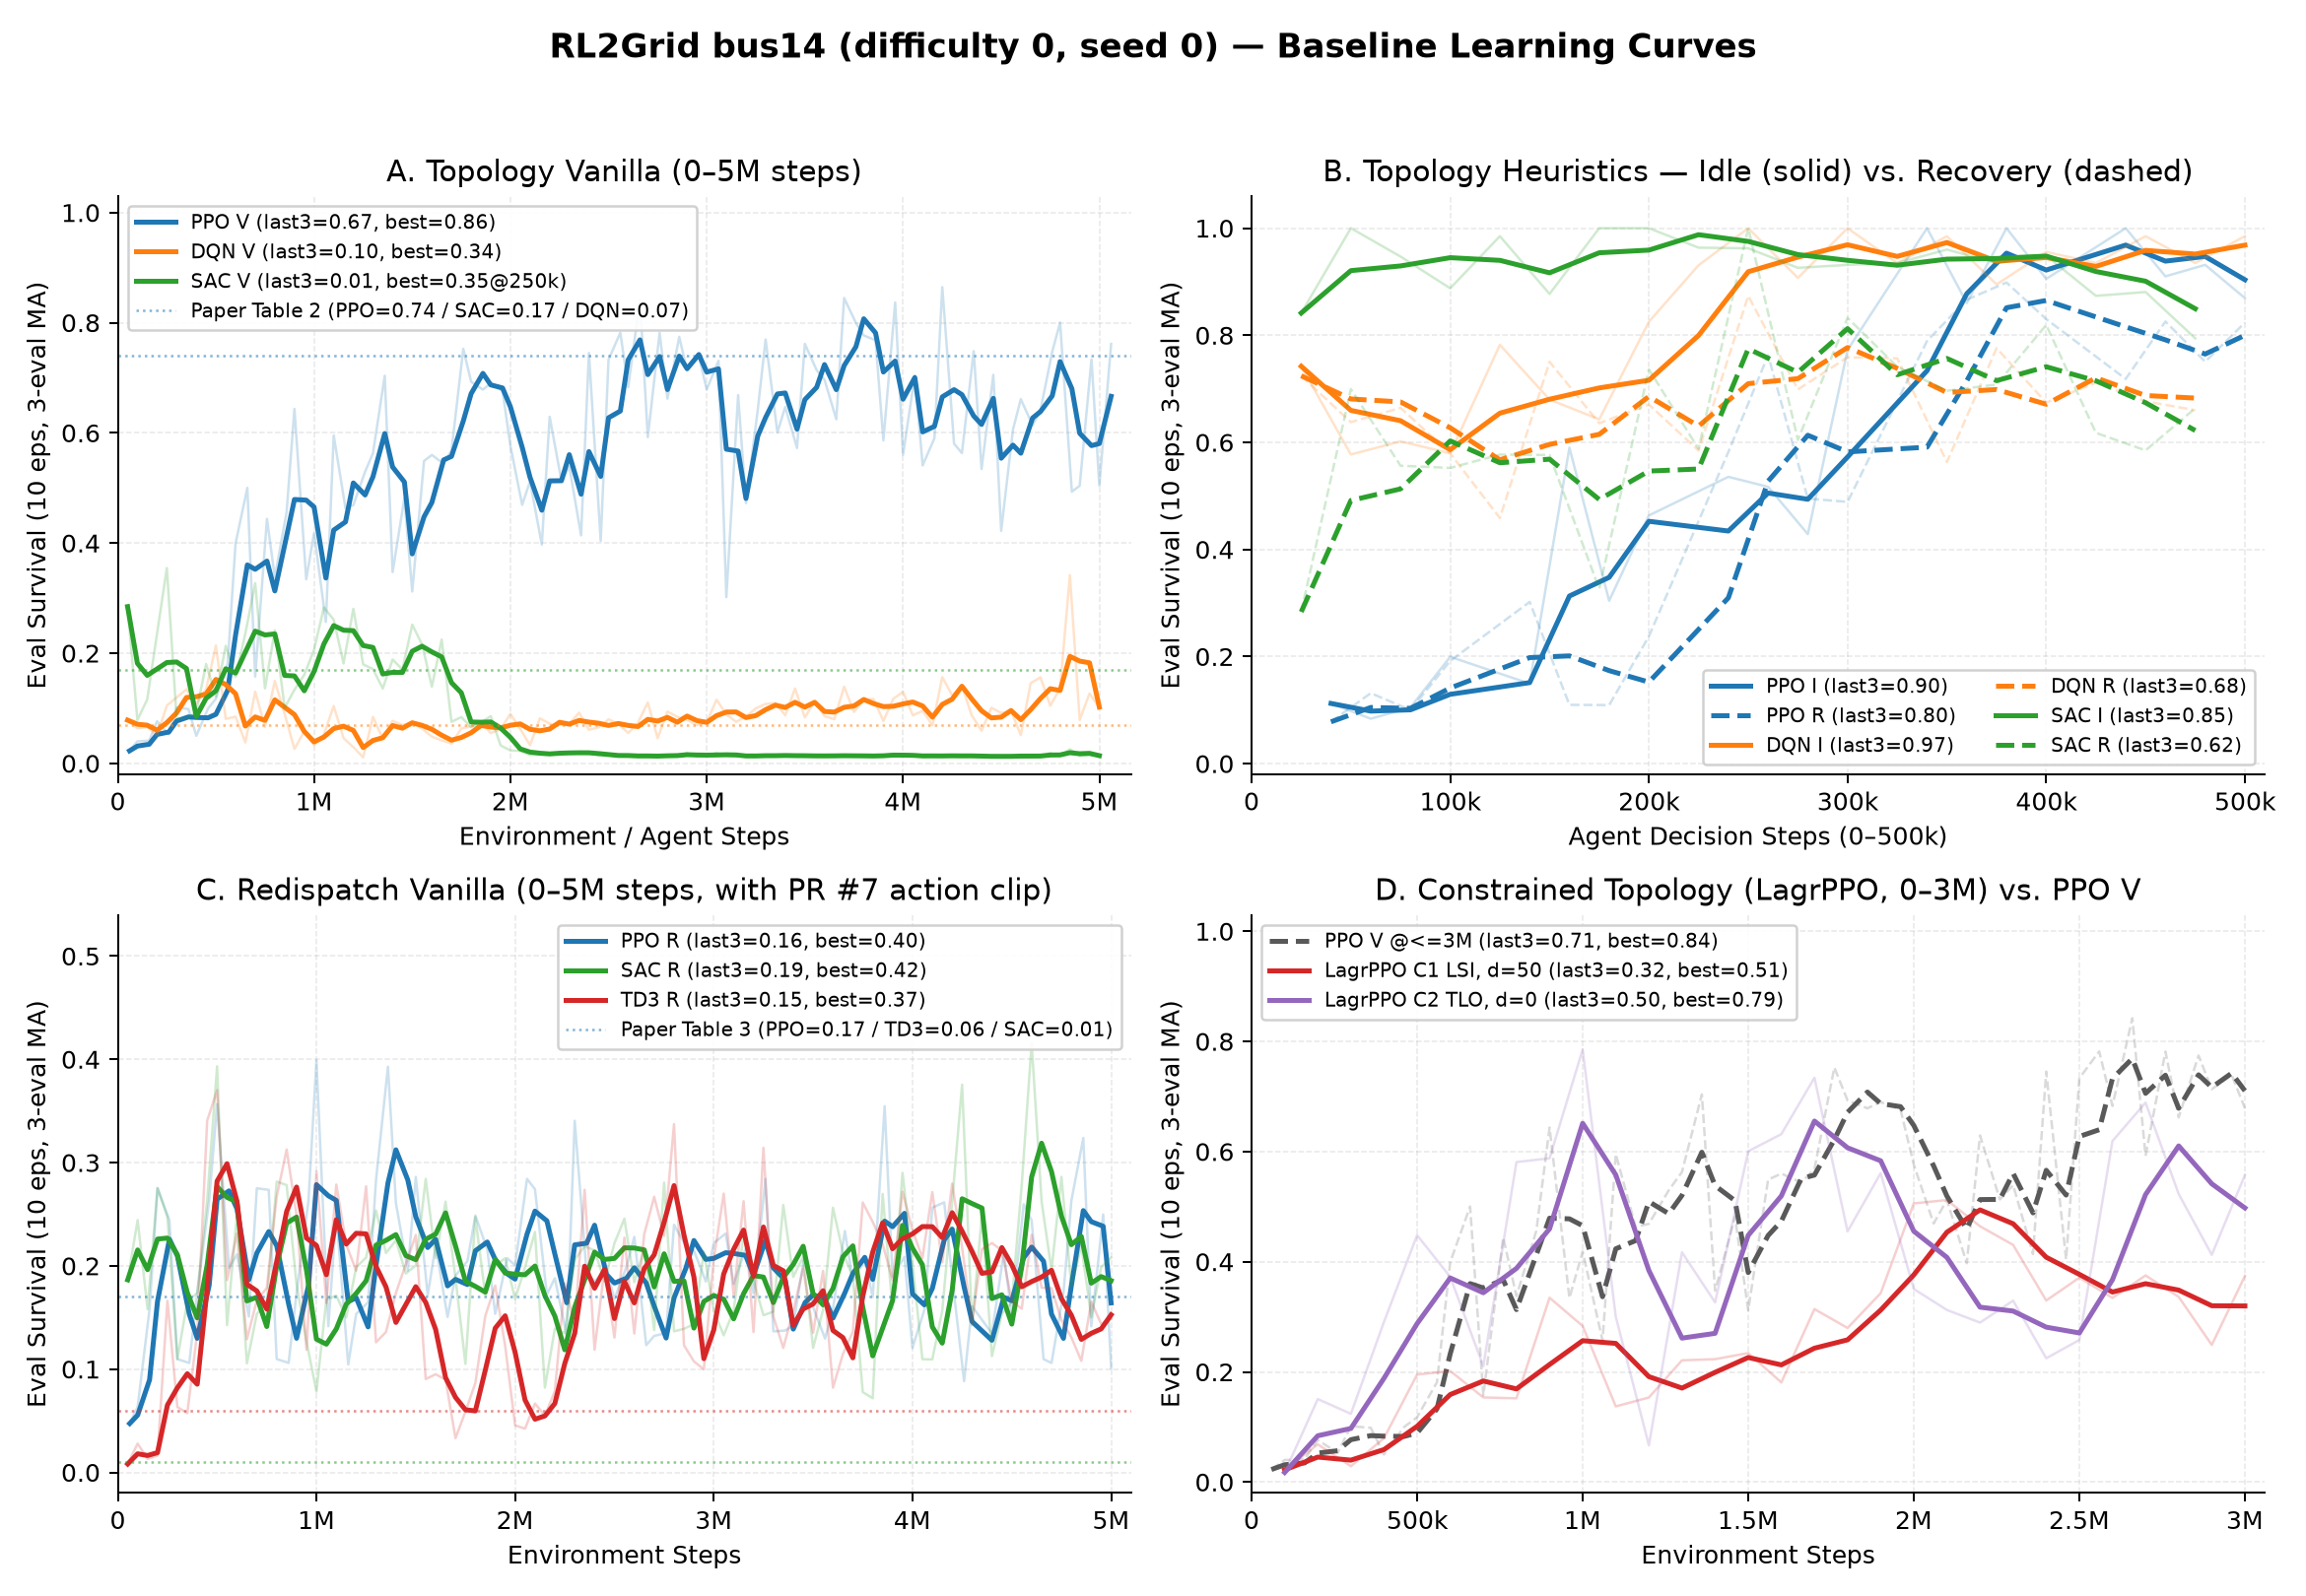 RL2Grid bus14 (difficulty 0, seed 0) — Baseline Learning Curves
A. Topology Vanilla (0–5M steps)
Eval Survival (10 eps, 3-eval MA)
1.0
0.8
0.6
0.4
0.2
0.0
PPO V (last3=0.67, best=0.86)
DQN V (last3=0.10, best=0.34)
SAC V (last3=0.01, best=0.35@250k)
Paper Table 2 (PPO=0.74 / SAC=0.17 / DQN=0.07)
0 1M 2M 3M 4M 5M
Environment / Agent Steps
B. Topology Heuristics — Idle (solid) vs. Recovery (dashed)
Eval Survival (10 eps, 3-eval MA)
1.0
0.8
0.6
0.4
0.2
0.0
PPO I (last3=0.90)
PPO R (last3=0.80)
DQN I (last3=0.97)
DQN R (last3=0.68)
SAC I (last3=0.85)
SAC R (last3=0.62)
0 100k 200k 300k 400k 500k
Agent Decision Steps (0–500k)
C. Redispatch Vanilla (0–5M steps, with PR #7 action clip)
Eval Survival (10 eps, 3-eval MA)
0.5
0.4
0.3
0.2
0.1
0.0
PPO R (last3=0.16, best=0.40)
SAC R (last3=0.19, best=0.42)
TD3 R (last3=0.15, best=0.37)
Paper Table 3 (PPO=0.17 / TD3=0.06 / SAC=0.01)
0 1M 2M 3M 4M 5M
Environment Steps
D. Constrained Topology (LagrPPO, 0–3M) vs. PPO V
Eval Survival (10 eps, 3-eval MA)
1.0
0.8
0.6
0.4
0.2
0.0
PPO V @<=3M (last3=0.71, best=0.84)
LagrPPO C1 LSI, d=50 (last3=0.32, best=0.51)
LagrPPO C2 TLO, d=0 (last3=0.50, best=0.79)
0 500k 1M 1.5M 2M 2.5M 3M
Environment Steps